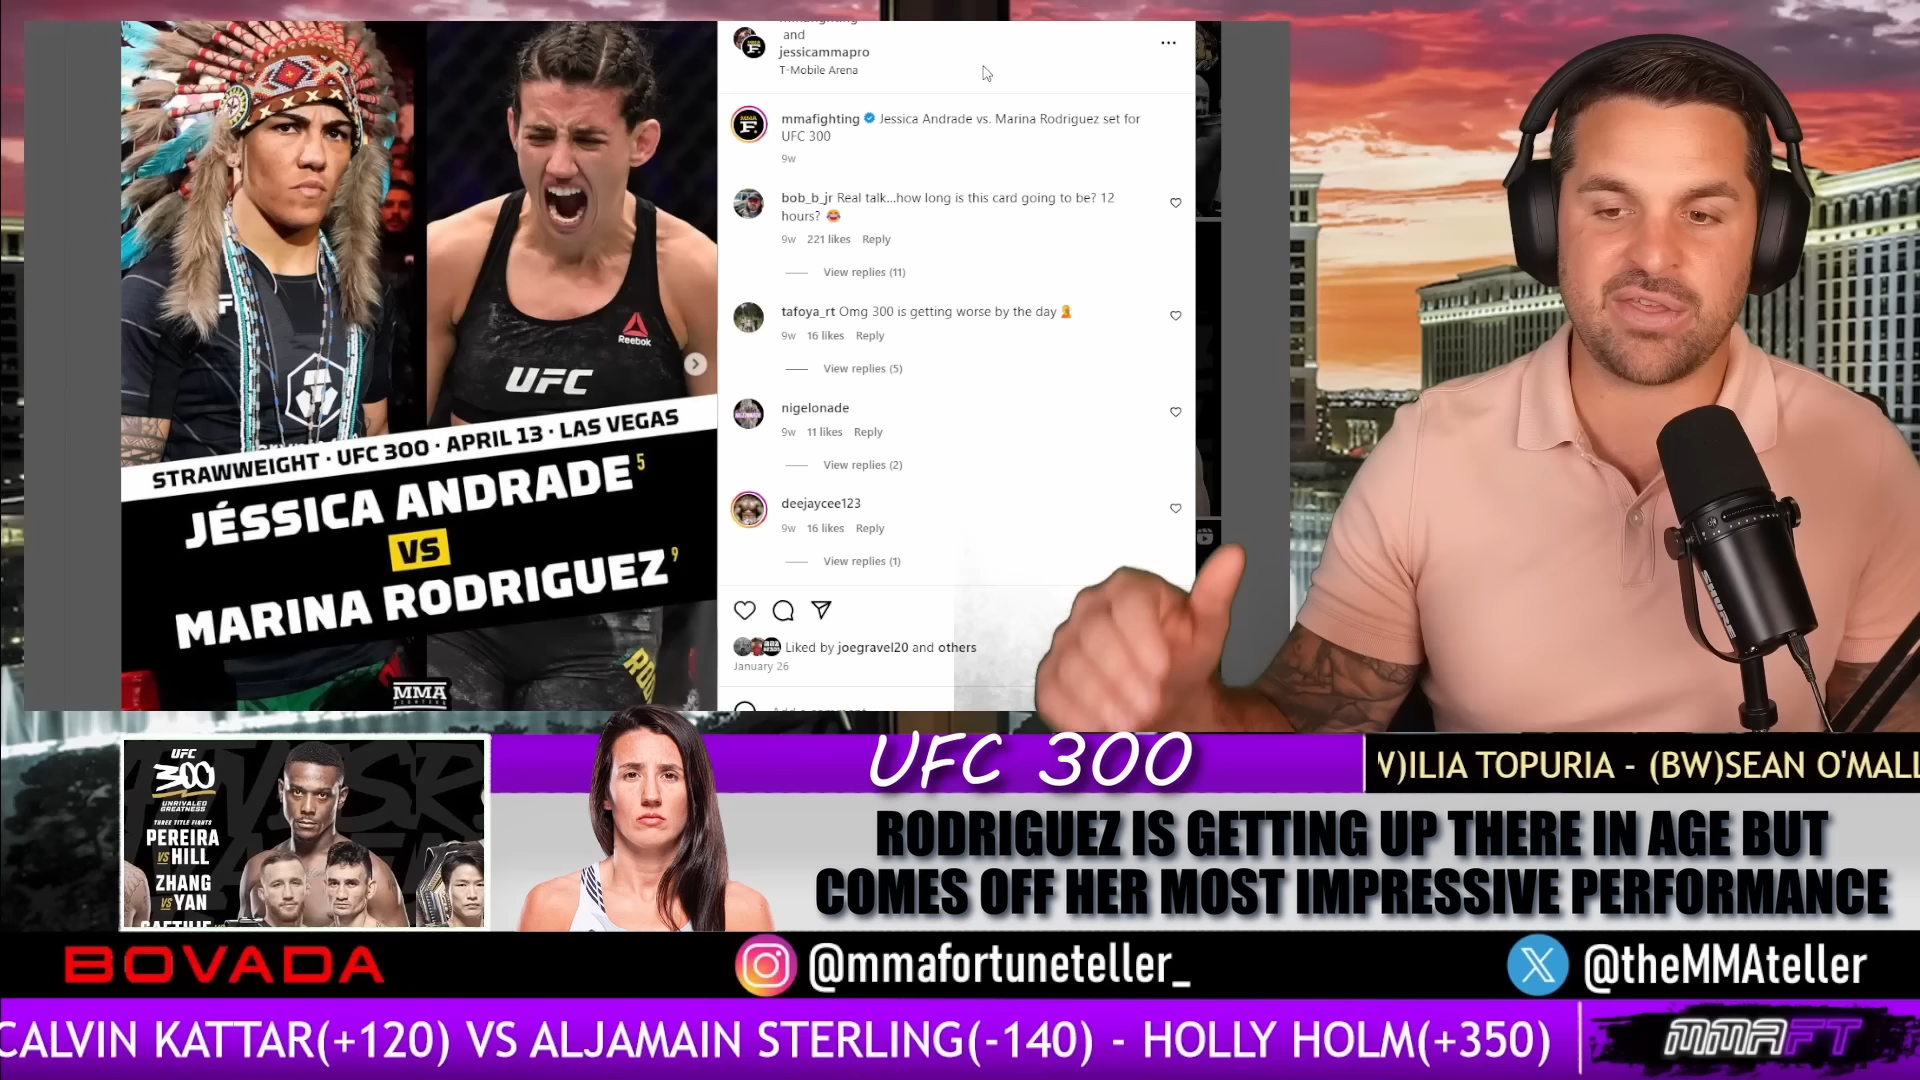 and
jessicammapro
T-Mobile Arena
mmafighting Jessica Andrade vs. Marina Rodriguez set for
UFC 300
9w
bob_b_jr Real talk...how long is this card going to be? 12
hours?
9w 221 likes Reply
View replies (11)
tafoya_rt Omg 300 is getting worse by the day
9w 16 likes Reply
View replies (5)
nigelonade
9w 11 likes Reply
View replies (2)
deejaycee123
9w 16 likes Reply
View replies (1)
Liked by joegravel20 and others
January 26
Reebok
UFC
STRAWWEIGHT · UFC 300 · APRIL 13 · LAS VEGAS
JÉSSICA ANDRADE 5
VS
MARINA RODRIGUEZ 9
MMA
FIGHTING
SHURE
UFC
300
UNRIVALED
GREATNESS
THREE TITLE FIGHTS
PEREIRA
VS HILL
ZHANG
VS YAN
UFC 300
V)ILIA TOPURIA - (BW)SEAN O'MALL
RODRIGUEZ IS GETTING UP THERE IN AGE BUT
COMES OFF HER MOST IMPRESSIVE PERFORMANCE
BOVADA
@mmafortuneteller_
@theMMAteller
CALVIN KATTAR(+120) VS ALJAMAIN STERLING(-140) - HOLLY HOLM(+350)
MMAFT